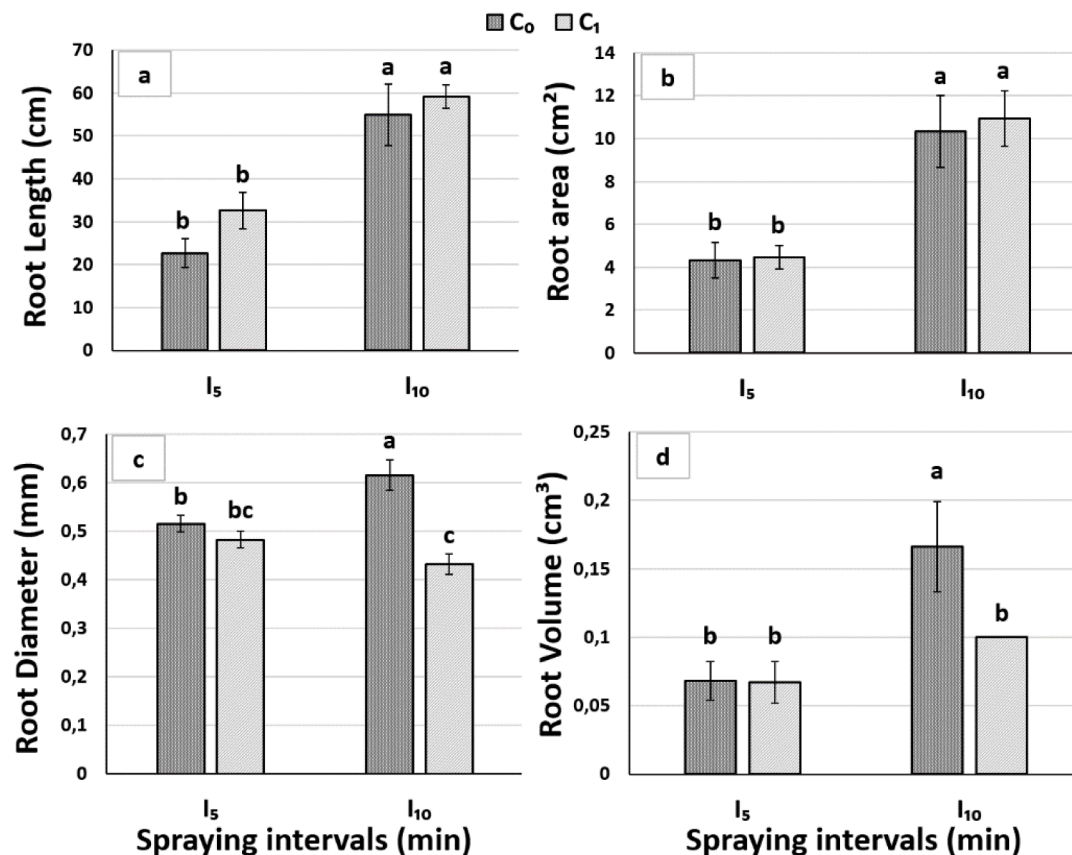 C₀ C₁
a
Root Length (cm)
70
60
50
40
30
20
10
0
b
b
a
a
I₅
I₁₀
b
Root area (cm²)
14
12
10
8
6
4
2
0
b
b
a
a
I₅
I₁₀
c
Root Diameter (mm)
0,7
0,6
0,5
0,4
0,3
0,2
0,1
0
b
bc
a
c
I₅
I₁₀
Spraying intervals (min)
d
Root Volume (cm³)
0,25
0,2
0,15
0,1
0,05
0
b
b
a
b
I₅
I₁₀
Spraying intervals (min)